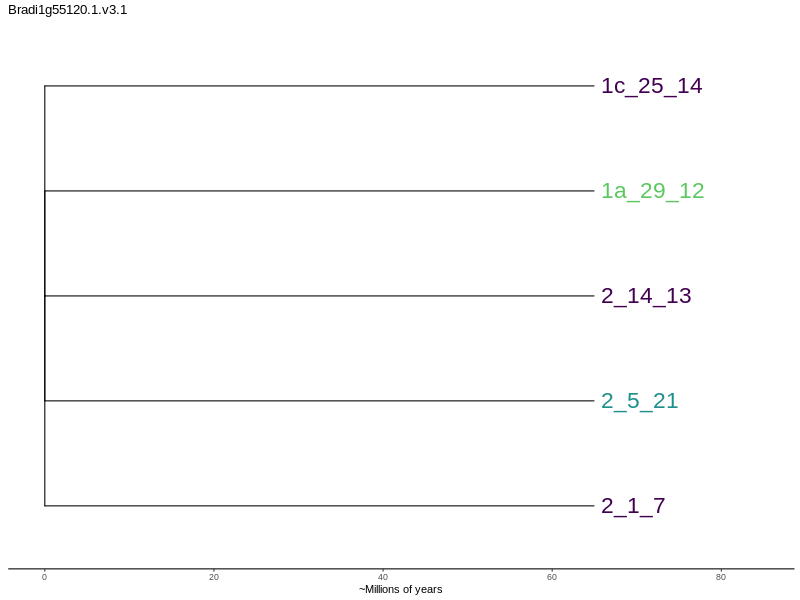 Bradi1g55120.1.v3.1
1c_25_14
1a_29_12
2_14_13
2_5_21
2_1_7
0 20 40 60 80
~Millions of years